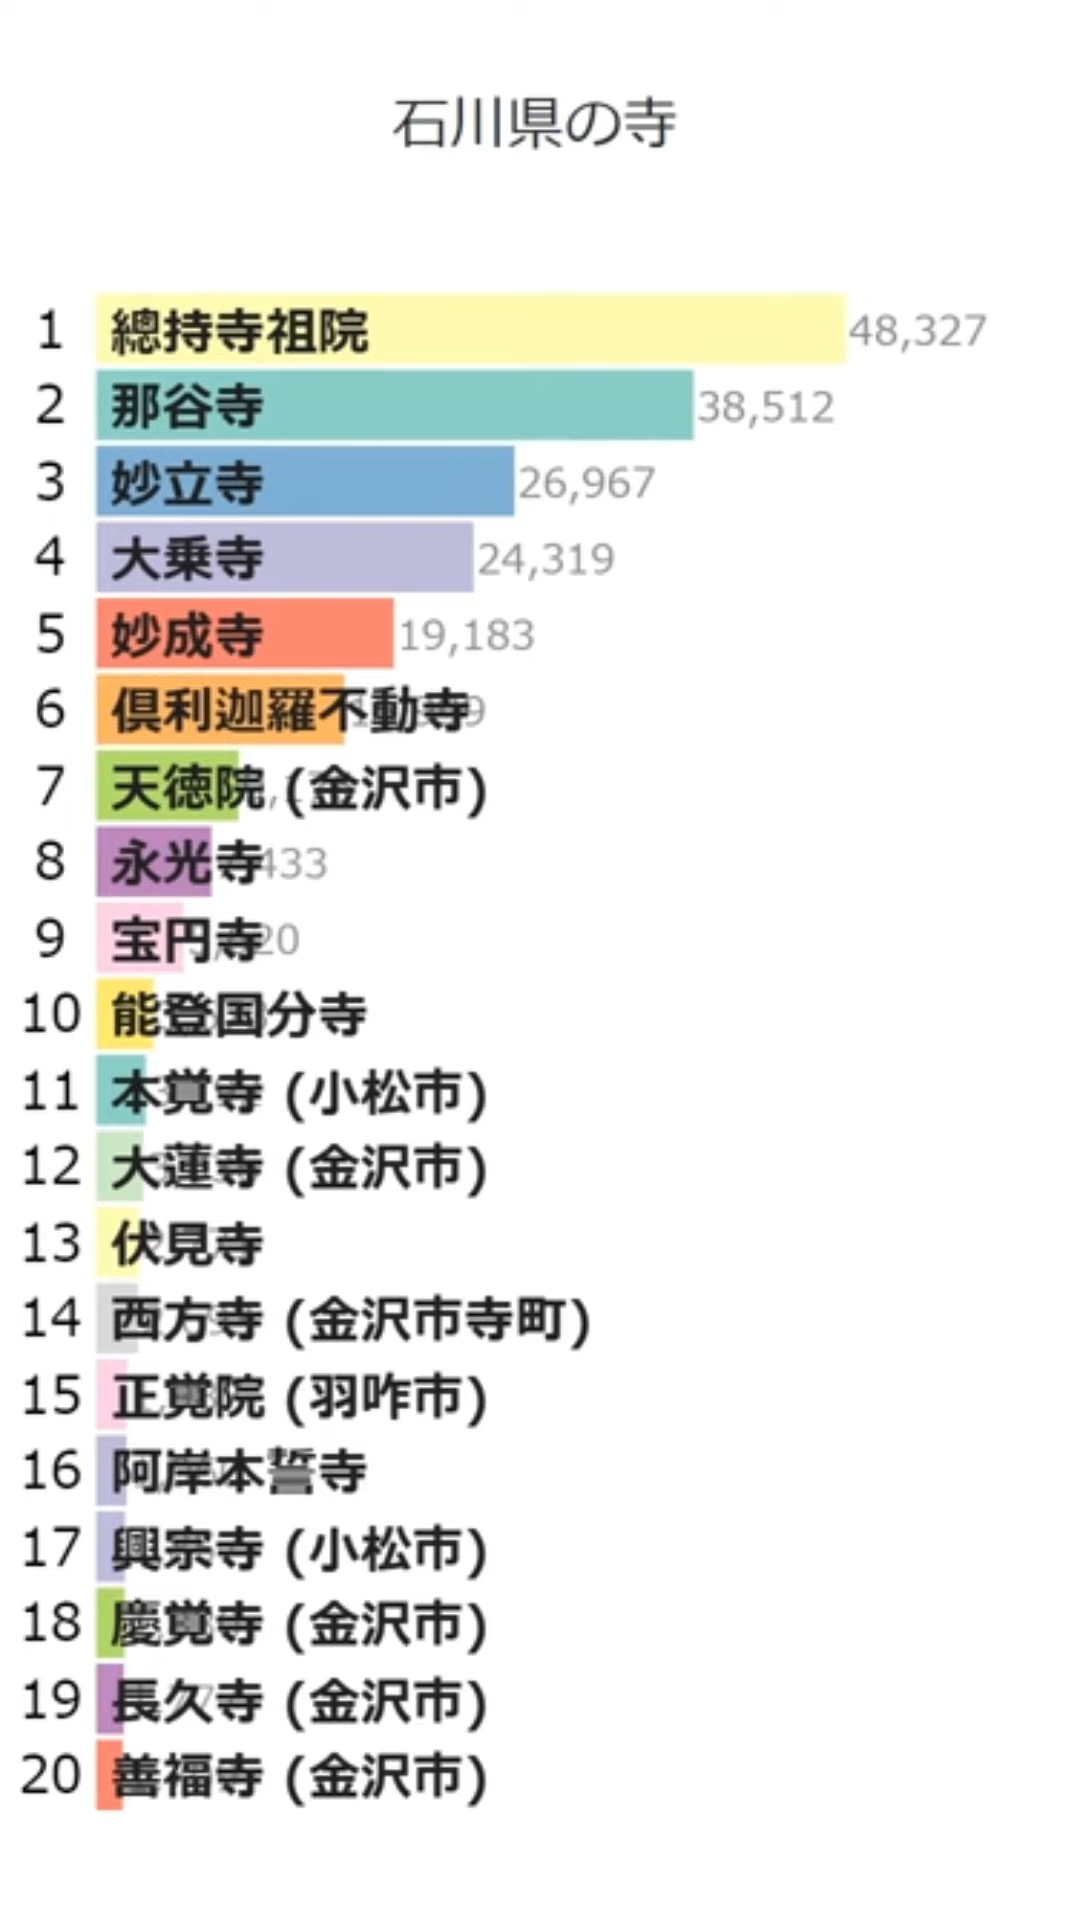 石川県の寺
1 總持寺祖院 48,327
2 那谷寺 38,512
3 妙立寺 26,967
4 大乗寺 24,319
5 妙成寺 19,183
6 倶利迦羅不動寺
7 天徳院 (金沢市)
8 永光寺
9 宝円寺
10 能登国分寺
11 本覚寺 (小松市)
12 大蓮寺 (金沢市)
13 伏見寺
14 西方寺 (金沢市寺町)
15 正覚院 (羽咋市)
16 阿岸本誓寺
17 興宗寺 (小松市)
18 慶覚寺 (金沢市)
19 長久寺 (金沢市)
20 善福寺 (金沢市)